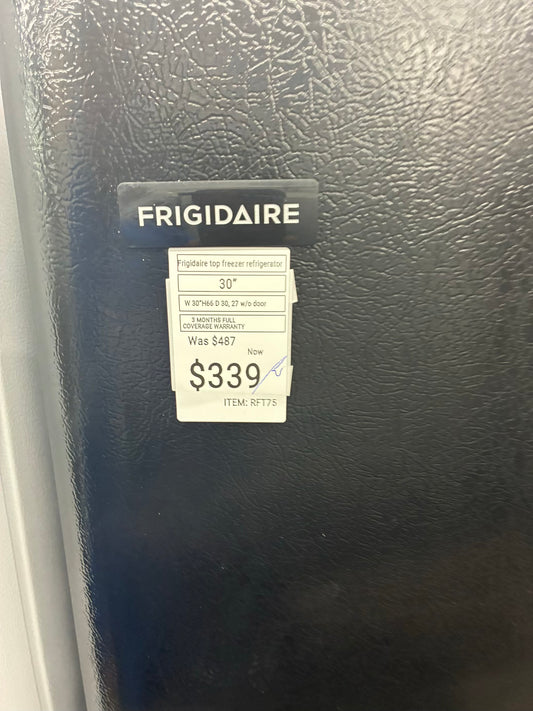 FRIGIDAIRE
Frigidaire top freezer refrigerator
30"
W 30"H66 D 30, 27 w/o door
3 MONTHS FULL
COVERAGE WARRANTY
Was $487
Now
$339
ITEM: RFT75